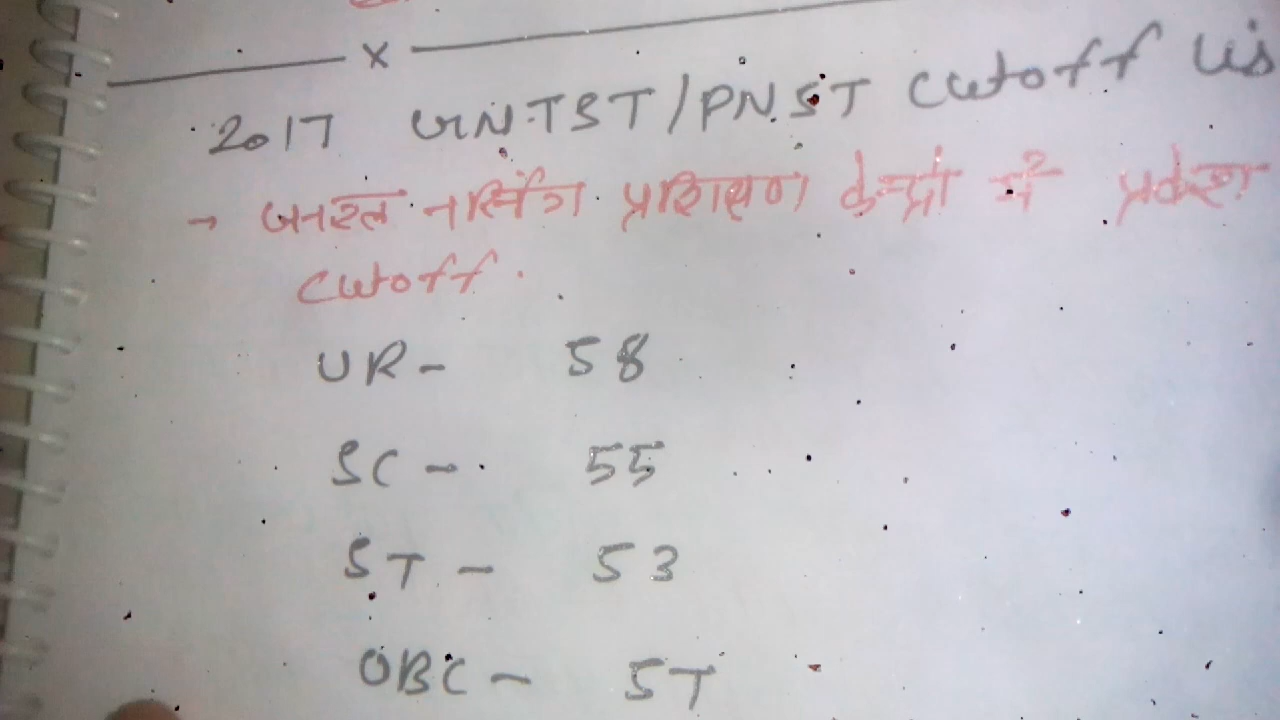 x
2017 GNTST/PNST Cutoff Lis
→ जनरल नर्सिंग प्रशिक्षण केन्द्रो में प्रवेश
Cutoff.
UR - 58
SC - 55
ST - 53
OBC - 57